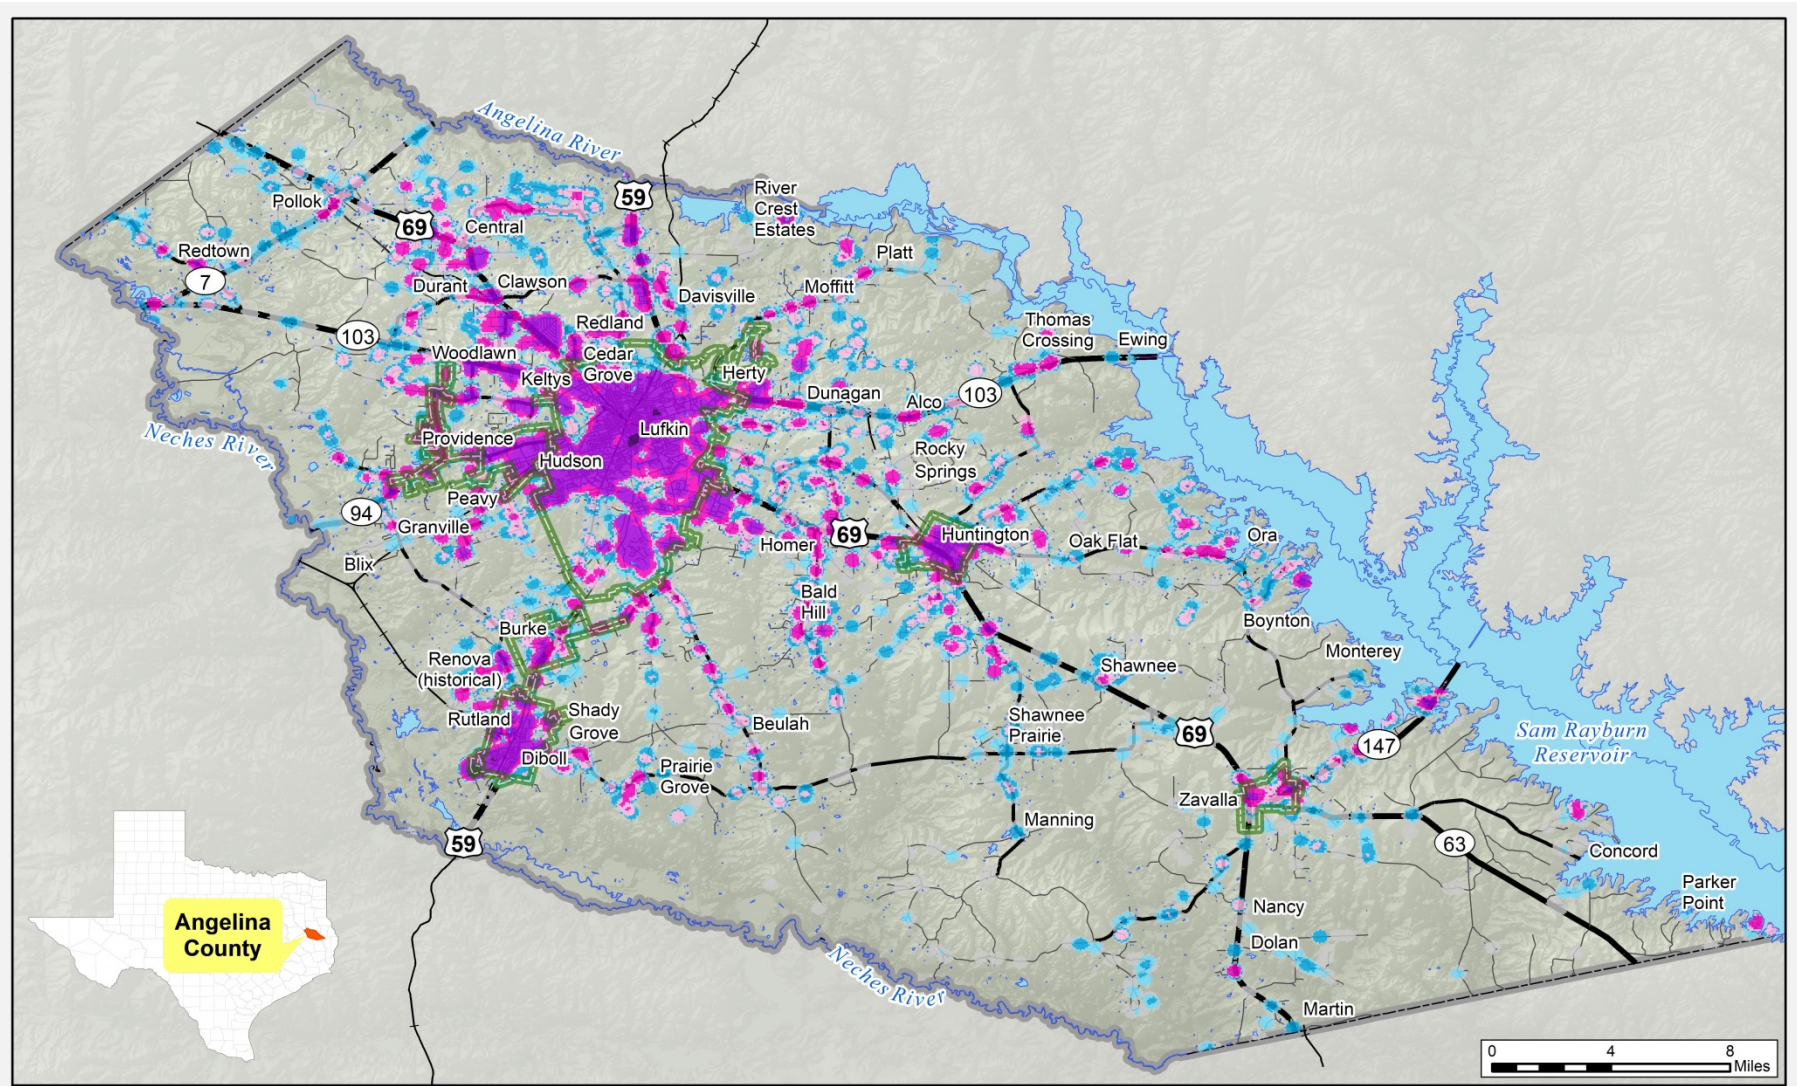 Angelina River
59
River
Crest
Estates
Pollok
69
Central
Redtown
7
Platt
Durant
Clawson
Davisville
Moffitt
103
Redland
Thomas
Crossing
Ewing
Woodlawn
Cedar
Grove
Keltys
Herty
Dunagan
Alco
103
Neches River
Providence
Lufkin
Hudson
Rocky
Springs
Peavy
94
Granville
Homer
69
Huntington
Oak Flat
Ora
Blix
Bald
Hill
Burke
Boynton
Renova
(historical)
Monterey
Shawnee
Rutland
Shady
Grove
Beulah
Shawnee
Prairie
69
147
Sam Rayburn
Reservoir
Diboll
Prairie
Grove
Zavalla
Manning
59
63
Concord
Parker
Point
Angelina
County
Nancy
Dolan
Neches River
Martin
0 4 8
Miles